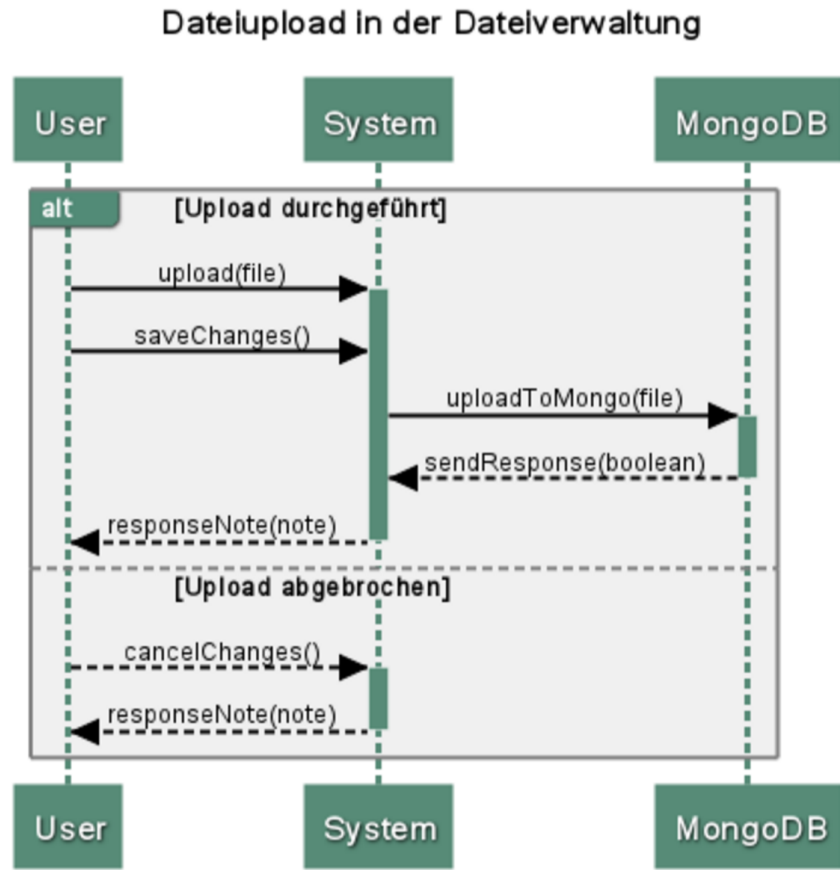 Dateiupload in der Dateiverwaltung
User System MongoDB
alt [Upload durchgeführt]
upload(file)
saveChanges()
uploadToMongo(file)
sendResponse(boolean)
responseNote(note)
[Upload abgebrochen]
cancelChanges()
responseNote(note)
User System MongoDB